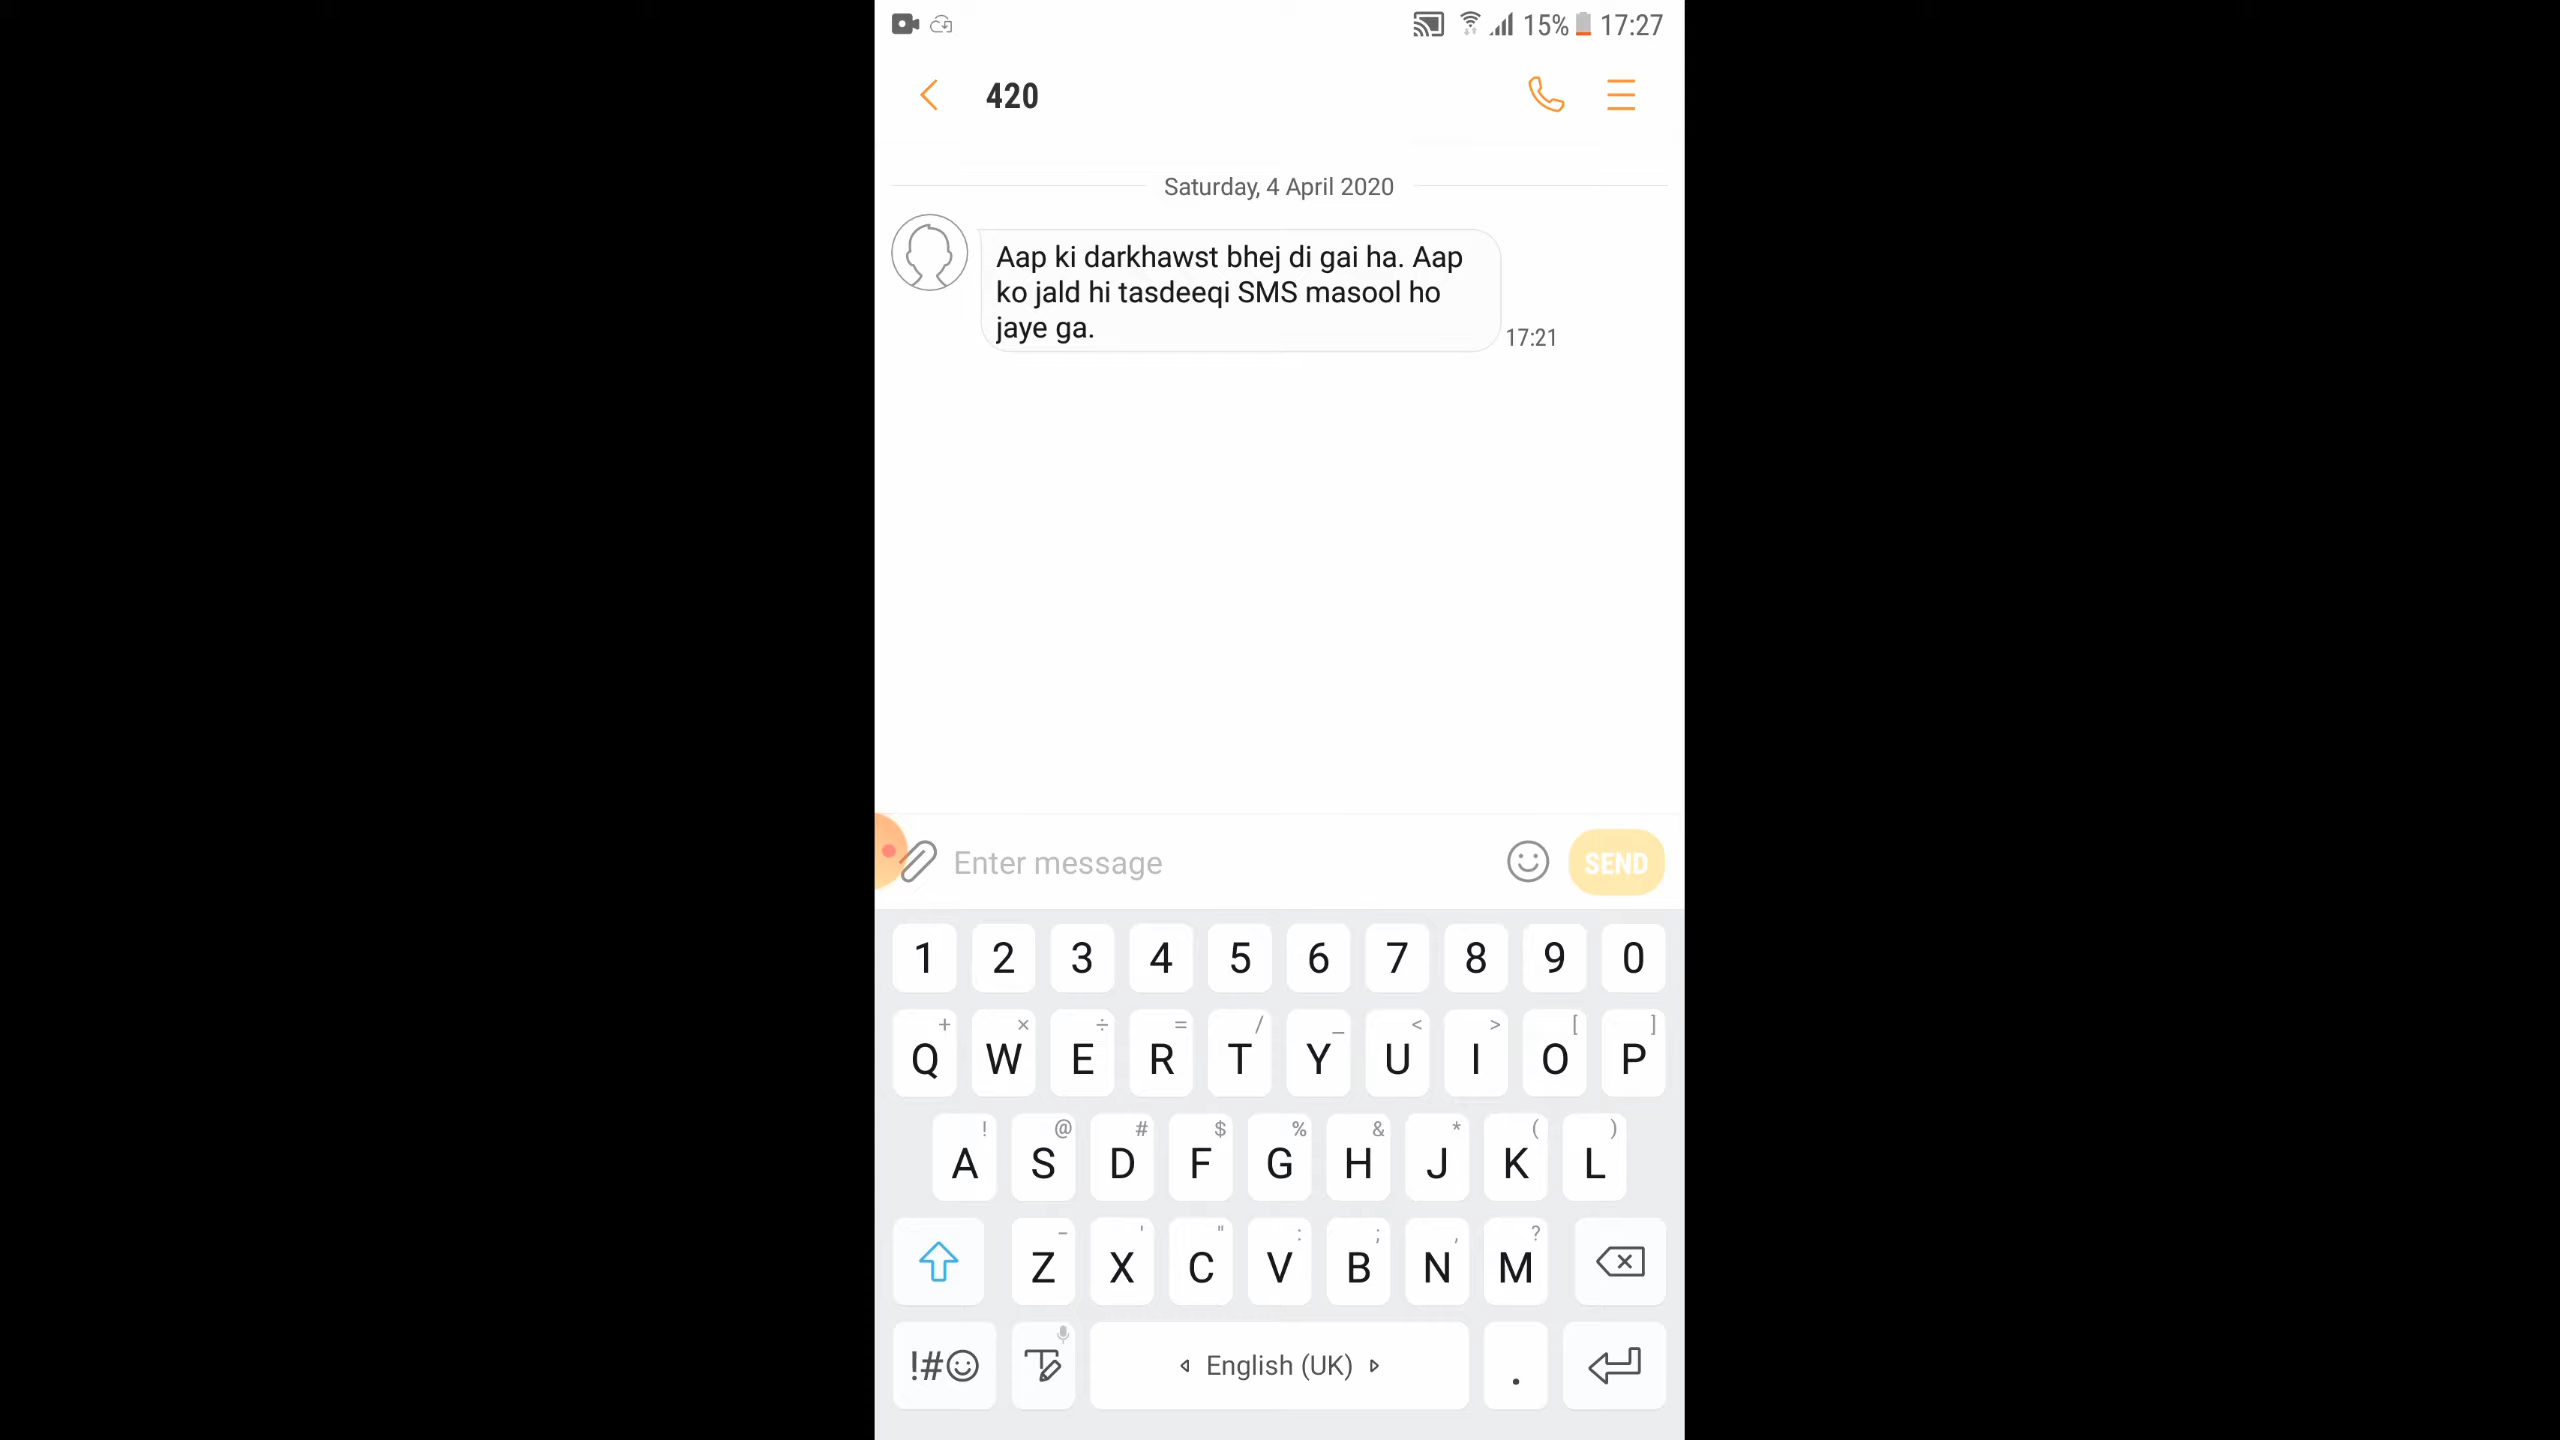 15% 17:27
420
Saturday, 4 April 2020
Aap ki darkhawst bhej di gai ha. Aap
ko jald hi tasdeeqi SMS masool ho
jaye ga.
17:21
Enter message
SEND
1 2 3 4 5 6 7 8 9 0
+ × ÷ = / _ < > [ ]
Q W E R T Y U I O P
! @ # $ % & * ( )
A S D F G H J K L
- ' " : ; , ?
Z X C V B N M
!# English (UK) .